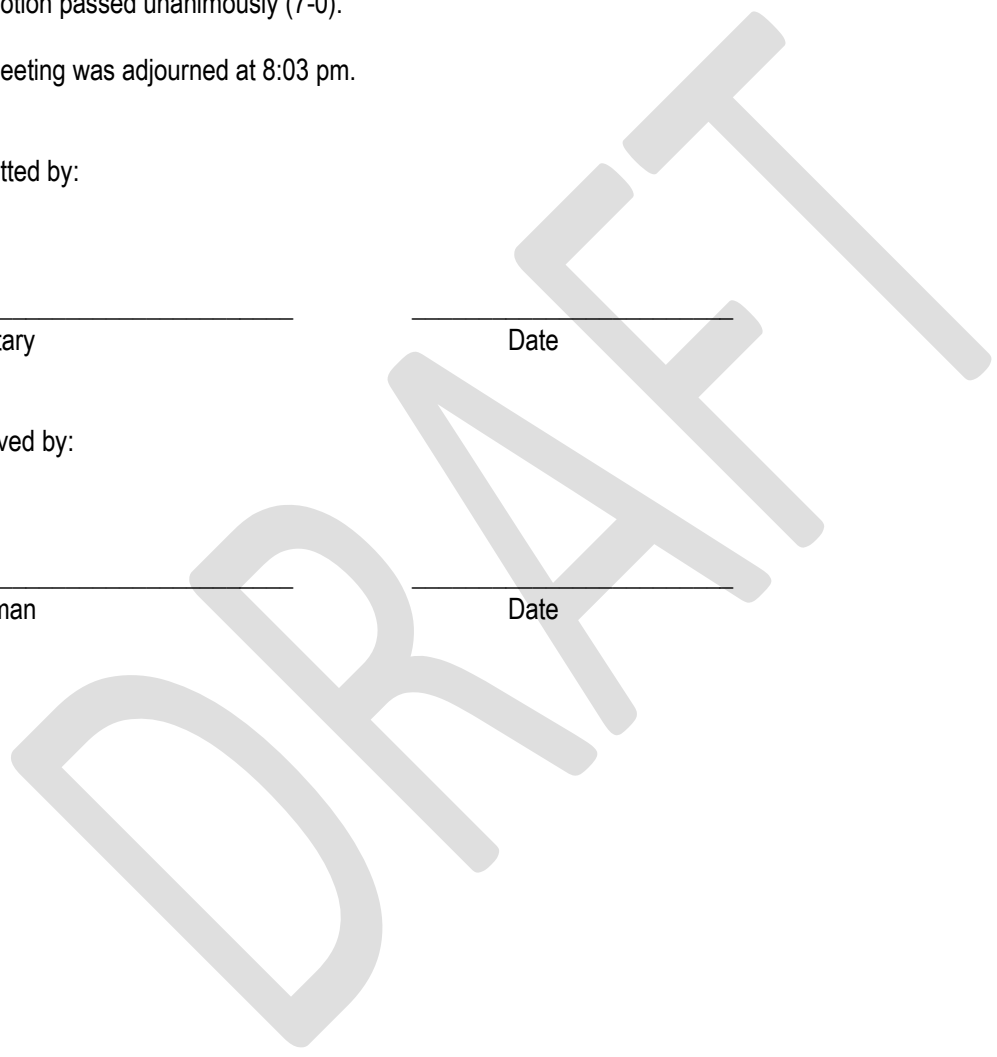 otion passed unanimously (7-0).
eeting was adjourned at 8:03 pm.
tted by:
tary Date
ved by:
man Date
DRAFT